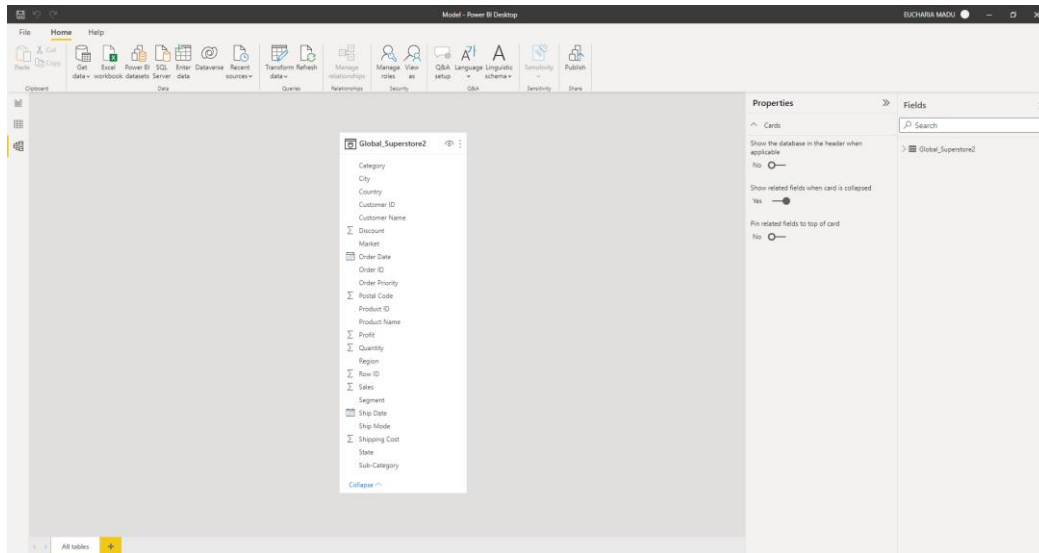 Model - Power BI Desktop
EUCHARIA MADU
File Home Help
Paste
Cut
Copy
Get data
Excel workbook
Power BI datasets
SQL Server
Enter data
Dataverse
Recent sources
Transform data
Refresh
Manage relationships
Manage roles
View as
Q&A setup
Language
Linguistic schema
Sensitivity
Publish
Clipboard
Data
Queries
Relationships
Security
Q&A
Sensitivity
Share
Global_Superstore2
Category
City
Country
Customer ID
Customer Name
Σ Discount
Market
Order Date
Order ID
Order Priority
Σ Postal Code
Product ID
Product Name
Σ Profit
Σ Quantity
Region
Σ Row ID
Σ Sales
Segment
Ship Date
Ship Mode
Σ Shipping Cost
State
Sub-Category
Collapse
Properties
Cards
Show the database in the header when
applicable
No
Show related fields when card is collapsed
Yes
Pin related fields to top of card
No
Fields
Search
Global_Superstore2
All tables
+